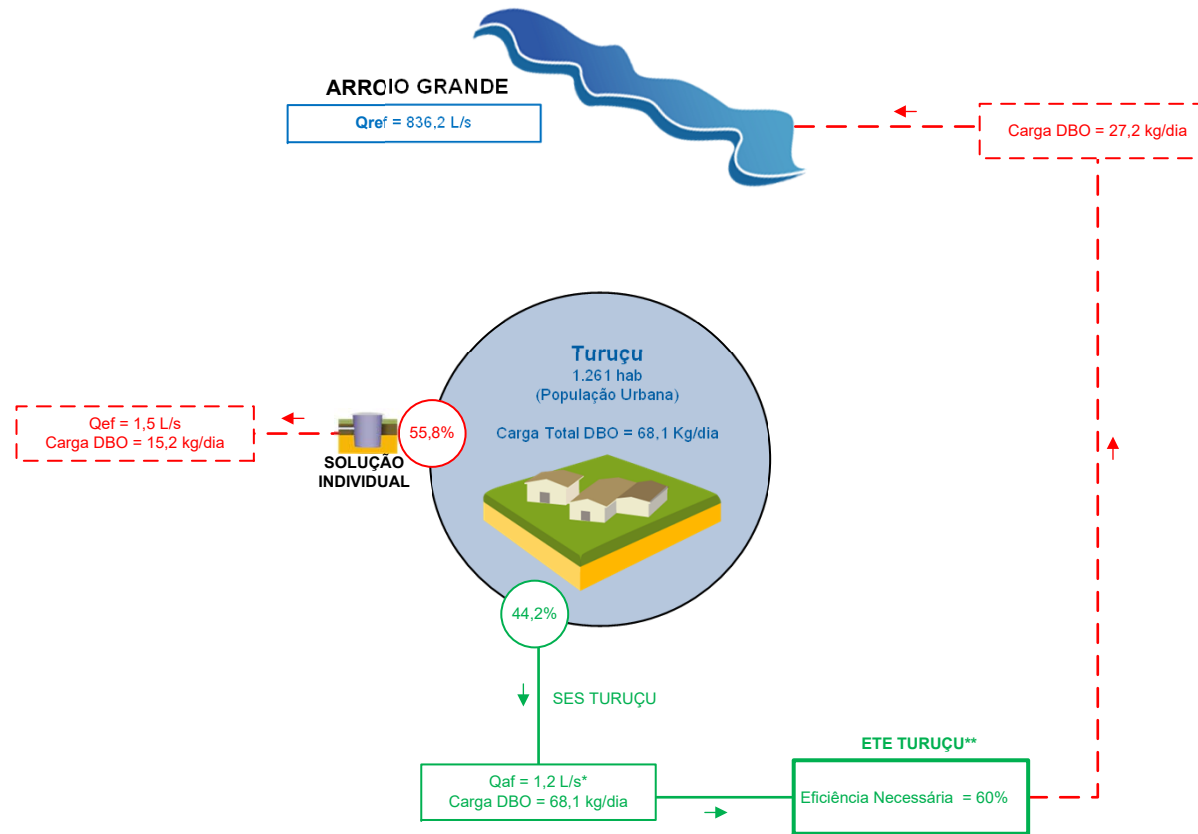 ARROIO GRANDE
Qref = 836,2 L/s
Carga DBO = 27,2 kg/dia
Turuçu
1.261 hab
(População Urbana)
Carga Total DBO = 68,1 Kg/dia
Qef = 1,5 L/s
Carga DBO = 15,2 kg/dia
55,8%
SOLUÇÃO
INDIVIDUAL
44,2%
SES TURUÇU
ETE TURUÇU**
Qaf = 1,2 L/s*
Carga DBO = 68,1 kg/dia
Eficiência Necessária = 60%